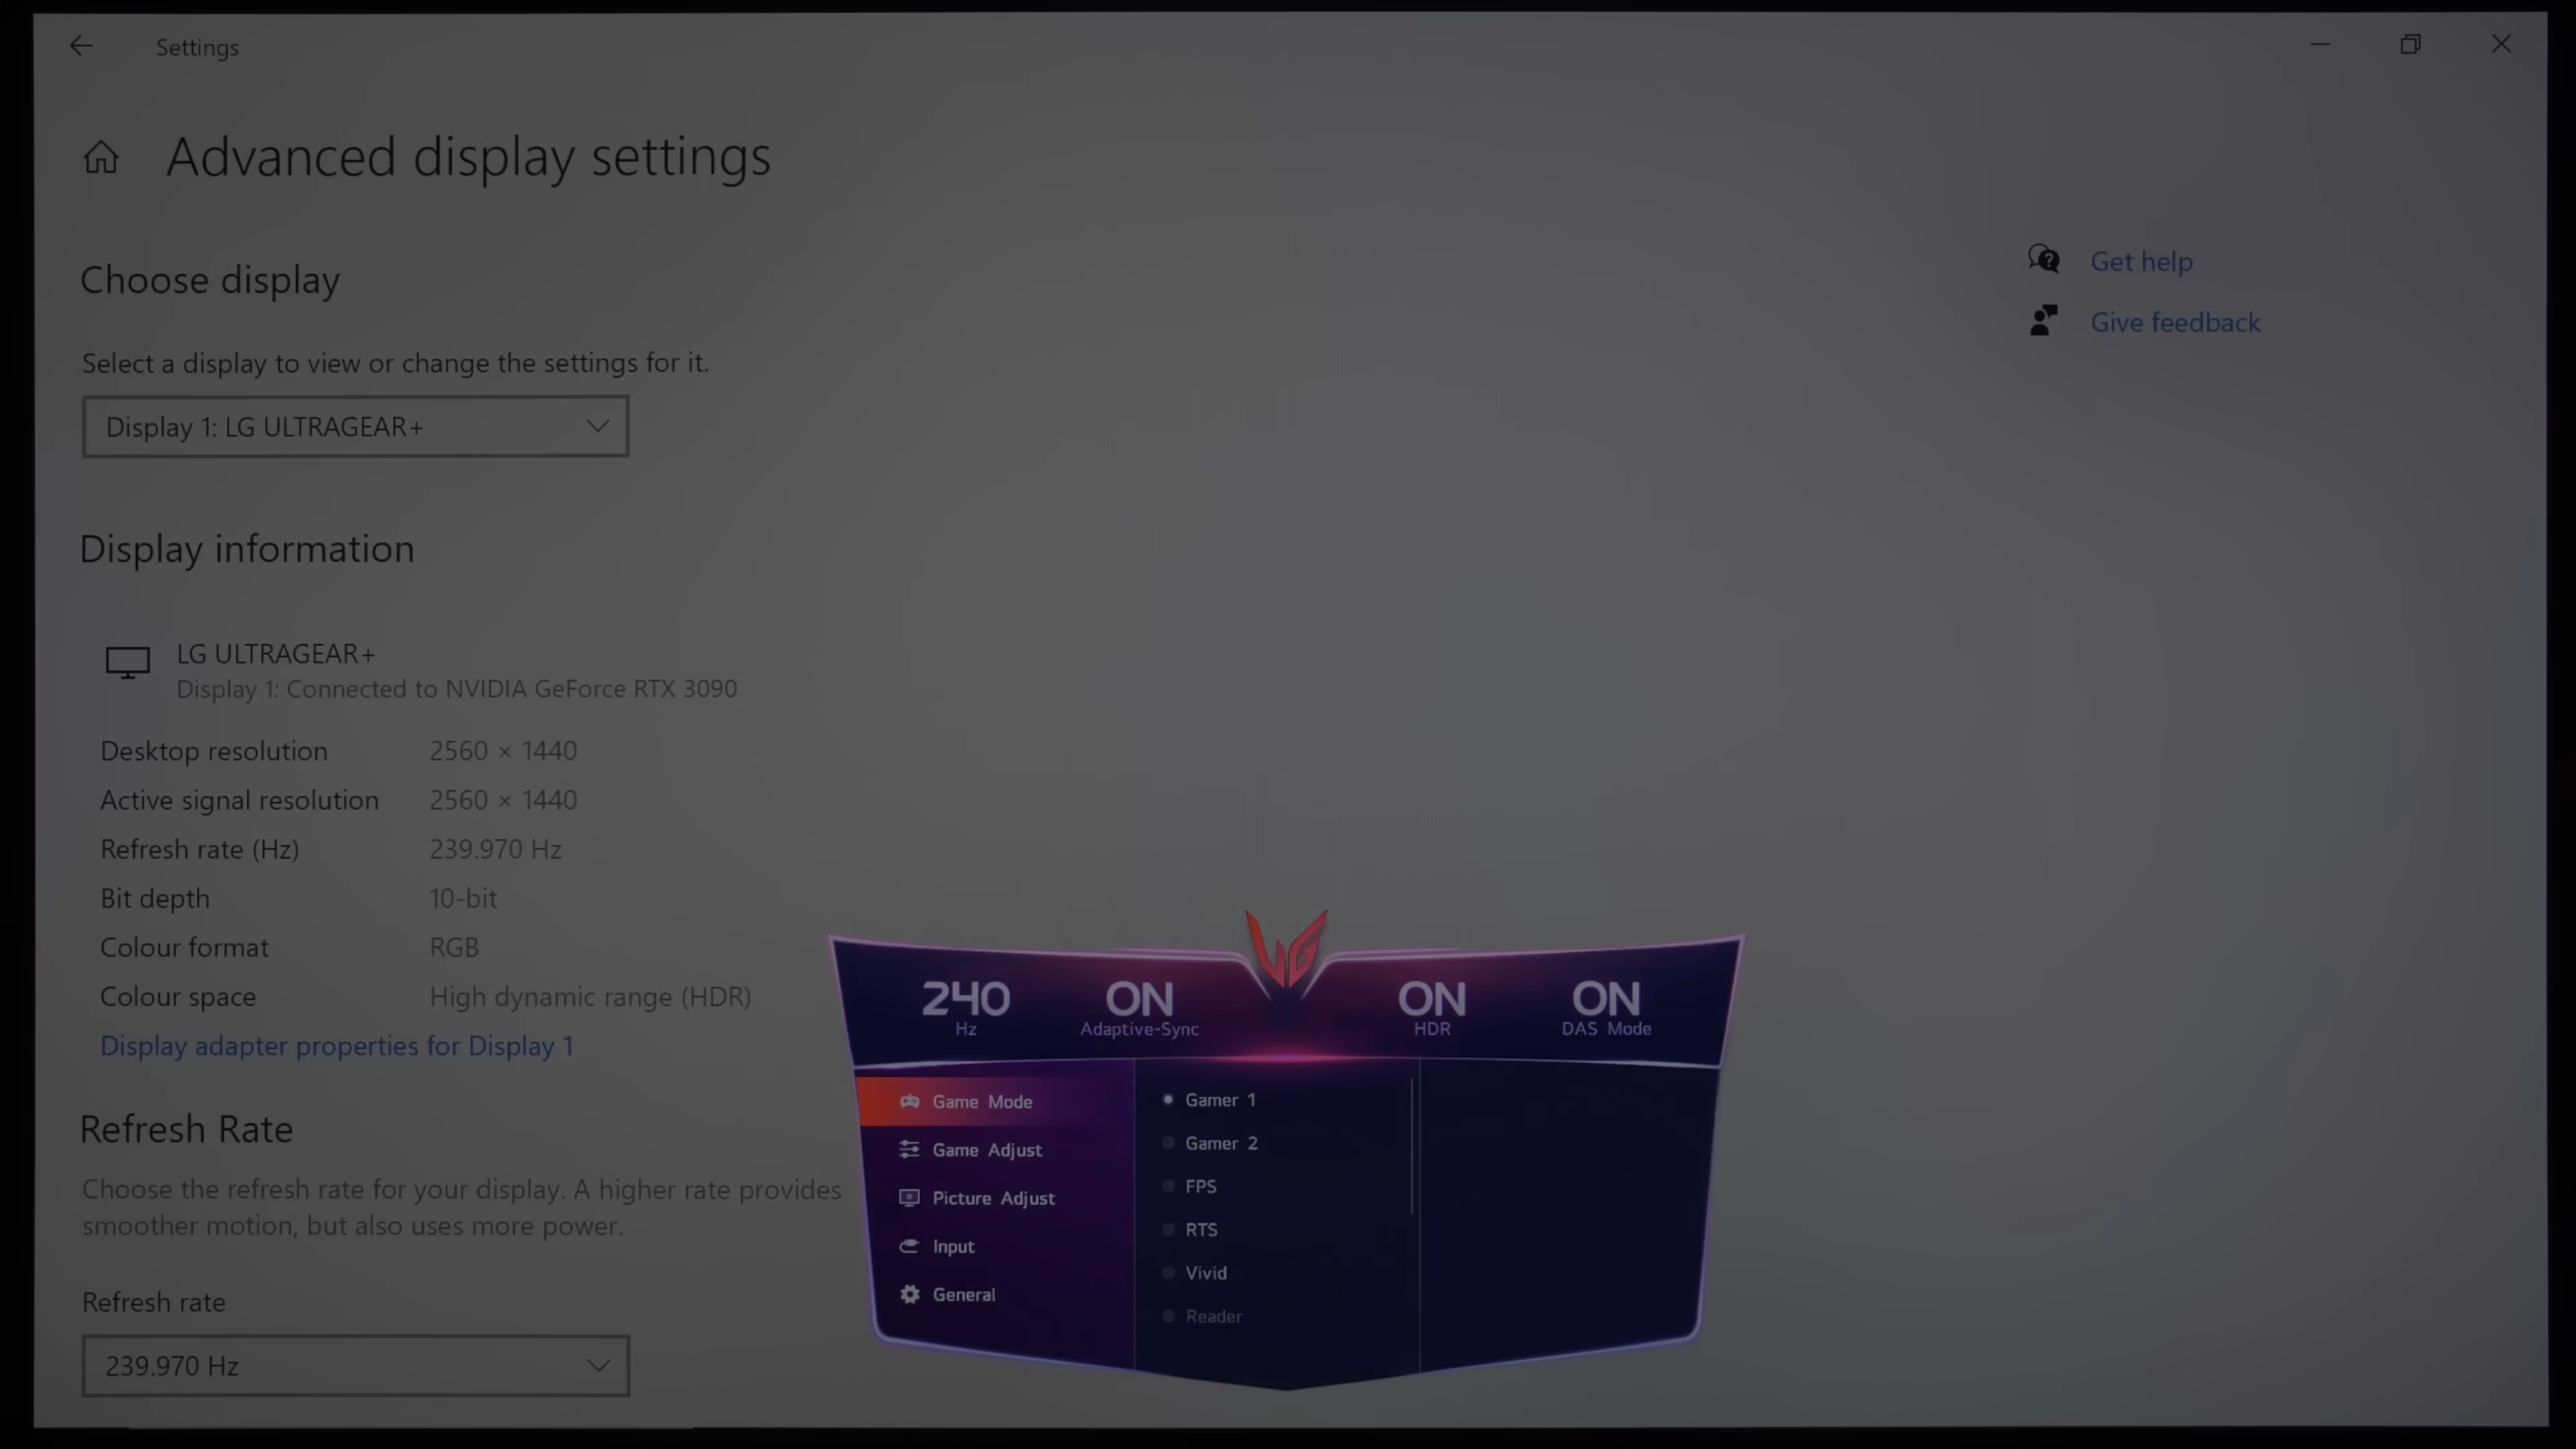 Settings
Advanced display settings
Choose display
Select a display to view or change the settings for it.
Display 1: LG ULTRAGEAR+
Get help
Give feedback
Display information
LG ULTRAGEAR+
Display 1: Connected to NVIDIA GeForce RTX 3090
Desktop resolution 2560 × 1440
Active signal resolution 2560 × 1440
Refresh rate (Hz) 239.970 Hz
Bit depth 10-bit
Colour format RGB
Colour space High dynamic range (HDR)
Display adapter properties for Display 1
Refresh Rate
Choose the refresh rate for your display. A higher rate provides
smoother motion, but also uses more power.
Refresh rate
239.970 Hz
240 ON ON ON
Hz Adaptive-Sync HDR DAS Mode
Game Mode
Game Adjust
Picture Adjust
Input
General
Gamer 1
Gamer 2
FPS
RTS
Vivid
Reader